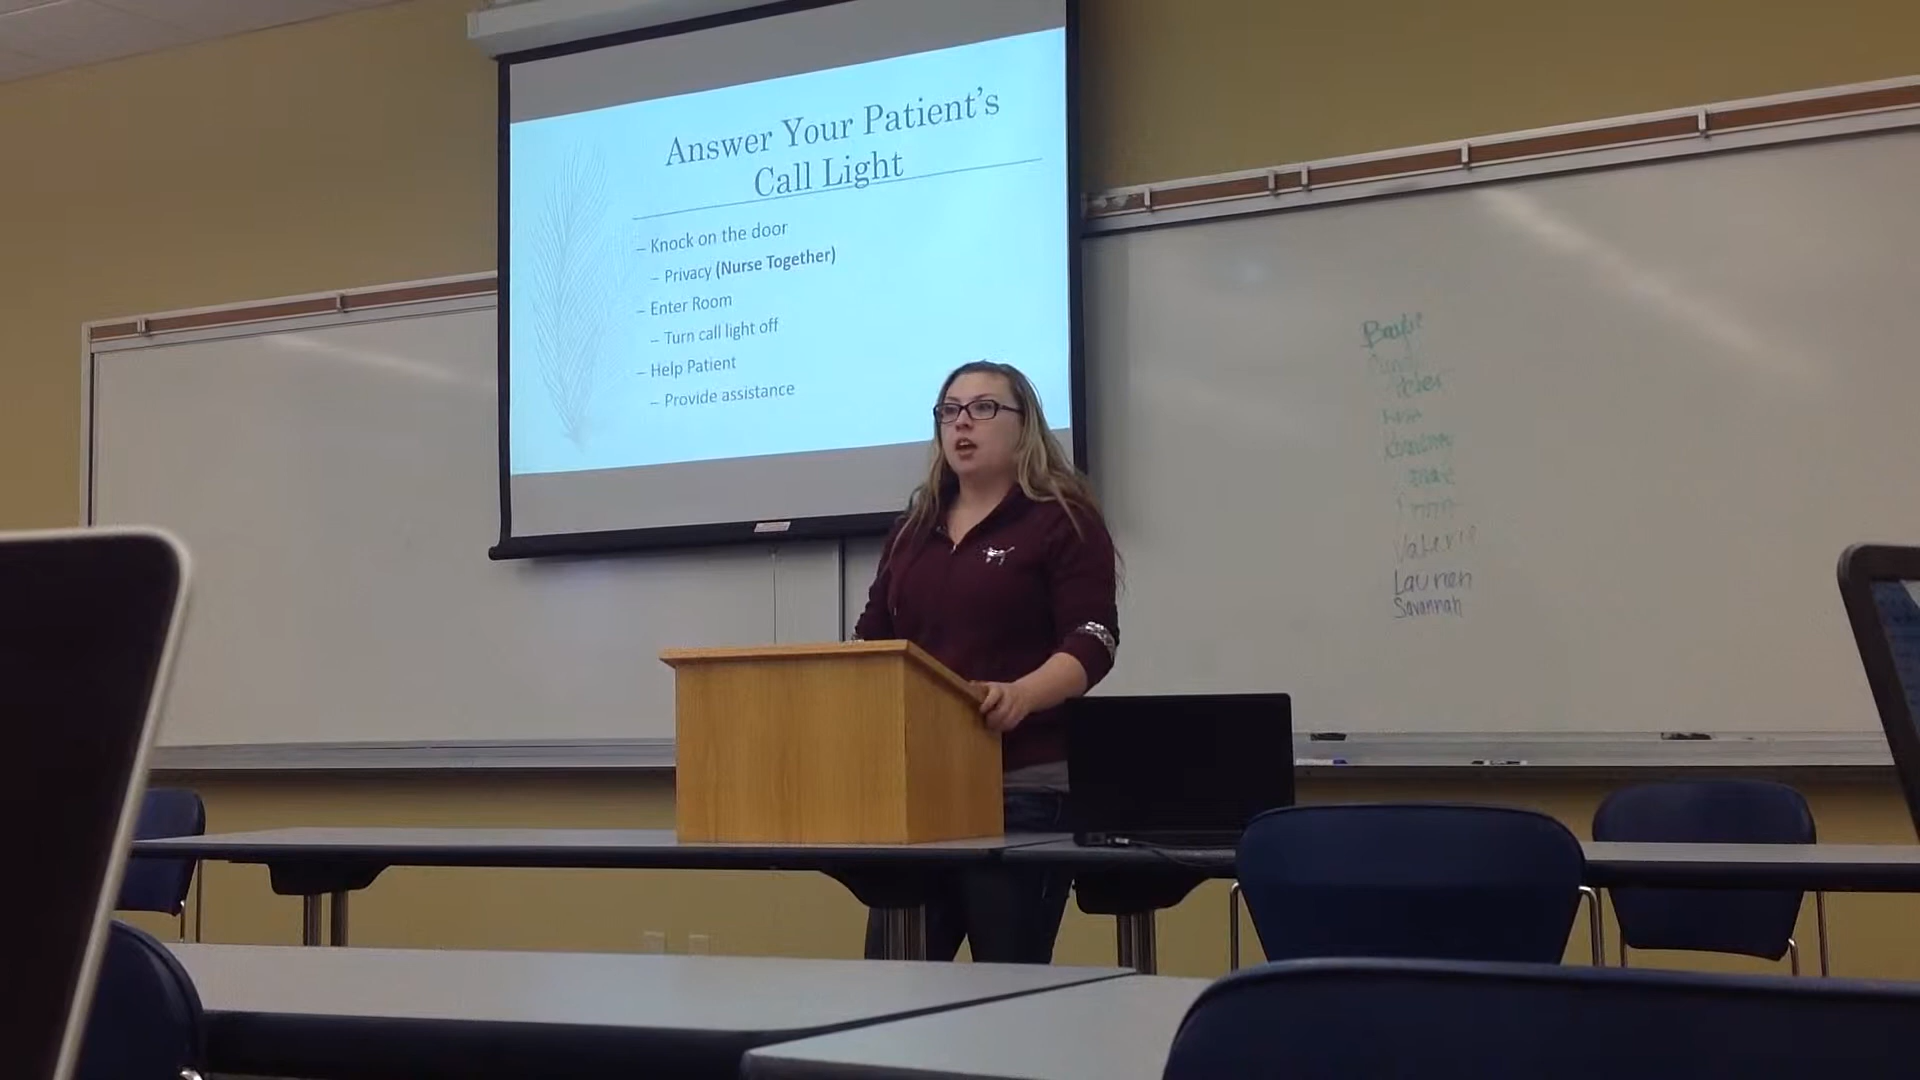 Answer Your Patient's
Call Light
– Knock on the door
– Privacy (Nurse Together)
– Enter Room
– Turn call light off
– Help Patient
– Provide assistance
Valerie
Lauren
Savannah